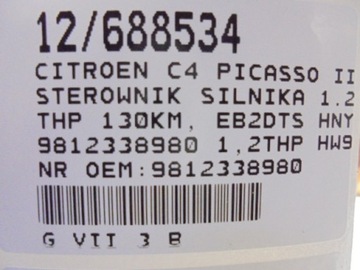 12/688534
CITROEN C4 PICASSO II
STEROWNIK SILNIKA 1.2
THP 130KM, EB2DTS HNY
9812338980 1,2THP HW9
NR OEM:9812338980
G VII 3 B